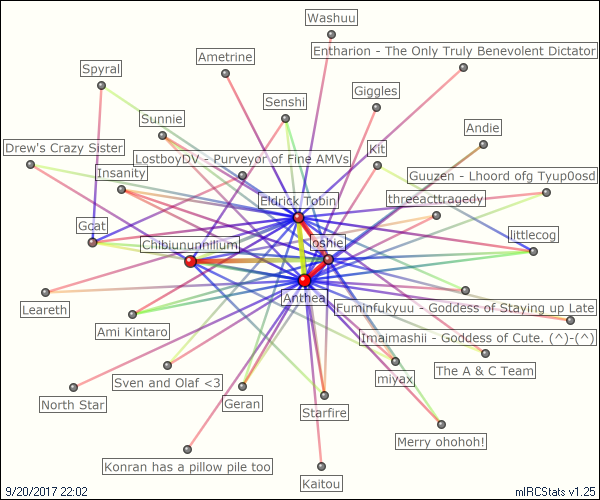 Washuu
Entharion - The Only Truly Benevolent Dictator
Ametrine
Spyral
Giggles
Senshi
Sunnie
Andie
Drew's Crazy Sister
Kit
LostboyDV - Purveyor of Fine AMVs
Insanity
Guuzen - Lhoord ofg Tyup0osd
Eldrick Tobin
threeacttragedy
Gcat
littlecog
Chibiununnilium
oshie
Anthea
Leareth
Fuminfukyuu - Goddess of Staying up Late
Ami Kintaro
Imaimashii - Goddess of Cute. (^)-(^)
The A & C Team
miyax
Sven and Olaf <3
North Star
Geran
Starfire
Merry ohohoh!
Konran has a pillow pile too
Kaitou
9/20/2017 22:02
mIRCStats v1.25